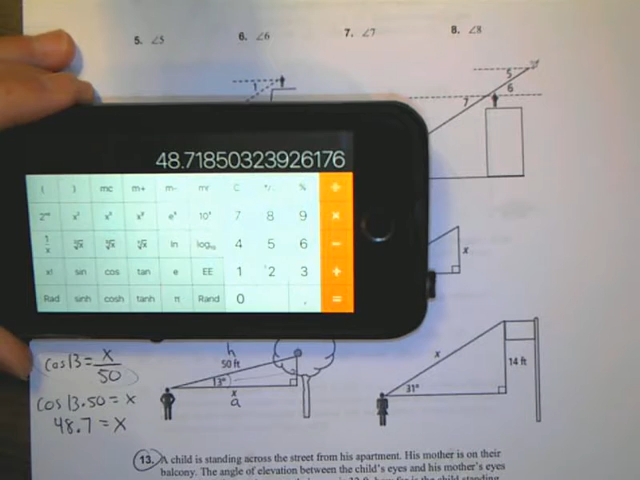 5. ∠5 6. ∠6 7. ∠7 8. ∠8
1
5
6
7
48.71850323926176
( ) mc m+ m- mr C +/- % ÷
2ⁿᵈ x² x³ xʸ eˣ 10ˣ 7 8 9 ×
1/x ²√x ³√x ʸ√x ln log₁₀ 4 5 6 −
x! sin cos tan e EE 1 2 3 +
Rad sinh cosh tanh π Rand 0 . =
x
h
50 ft
13°
x
a
x
14 ft
31°
cos 13 = x/50
cos 13 · 50 = x
48.7 = x
13. A child is standing across the street from his apartment. His mother is on their
balcony. The angle of elevation between the child's eyes and his mother's eyes